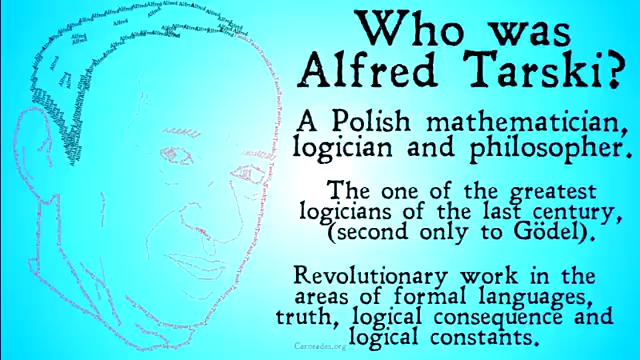 Who was
Alfred Tarski?
A Polish mathematician,
logician and philosopher.
The one of the greatest
logicians of the last century,
(second only to Gödel).
Revolutionary work in the
areas of formal languages,
truth, logical consequence and
logical constants.
Carneades.org